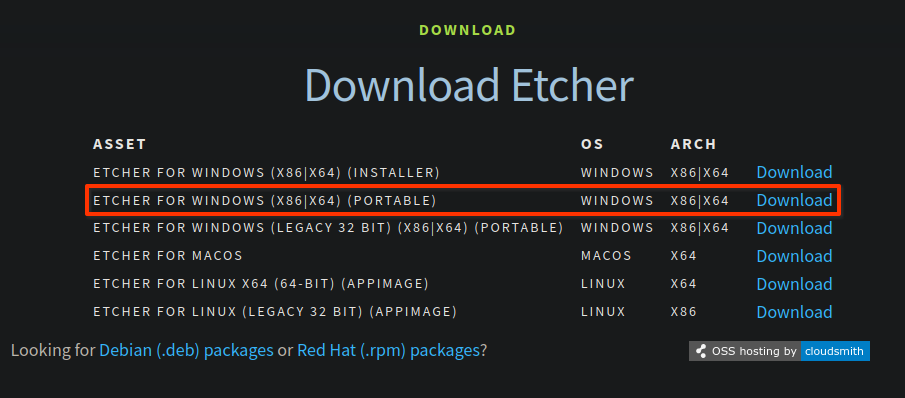 DOWNLOAD
Download Etcher
ASSET OS ARCH
ETCHER FOR WINDOWS (X86|X64) (INSTALLER) WINDOWS X86|X64 Download
ETCHER FOR WINDOWS (X86|X64) (PORTABLE) WINDOWS X86|X64 Download
ETCHER FOR WINDOWS (LEGACY 32 BIT) (X86|X64) (PORTABLE) WINDOWS X86|X64 Download
ETCHER FOR MACOS MACOS X64 Download
ETCHER FOR LINUX X64 (64-BIT) (APPIMAGE) LINUX X64 Download
ETCHER FOR LINUX (LEGACY 32 BIT) (APPIMAGE) LINUX X86 Download
Looking for Debian (.deb) packages or Red Hat (.rpm) packages? OSS hosting by cloudsmith